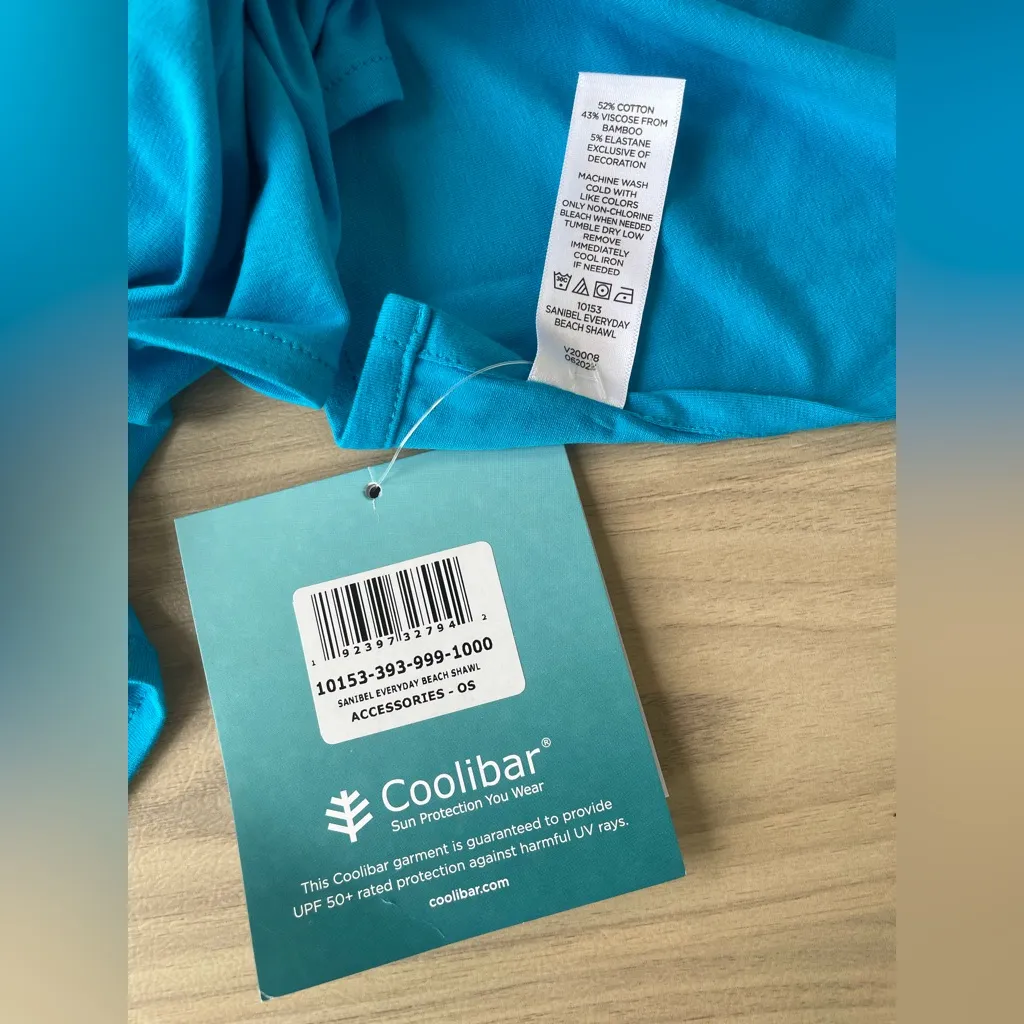 52% COTTON
43% VISCOSE FROM
BAMBOO
5% ELASTANE
EXCLUSIVE OF
DECORATION
MACHINE WASH
COLD WITH
LIKE COLORS
ONLY NON-CHLORINE
BLEACH WHEN NEEDED
TUMBLE DRY LOW
REMOVE
IMMEDIATELY
COOL IRON
IF NEEDED
30C
10153
SANIBEL EVERYDAY
BEACH SHAWL
V20008
1 92397 32794 2
10153-393-999-1000
SANIBEL EVERYDAY BEACH SHAWL
ACCESSORIES - OS
Coolibar®
Sun Protection You Wear
This Coolibar garment is guaranteed to provide
UPF 50+ rated protection against harmful UV rays.
coolibar.com